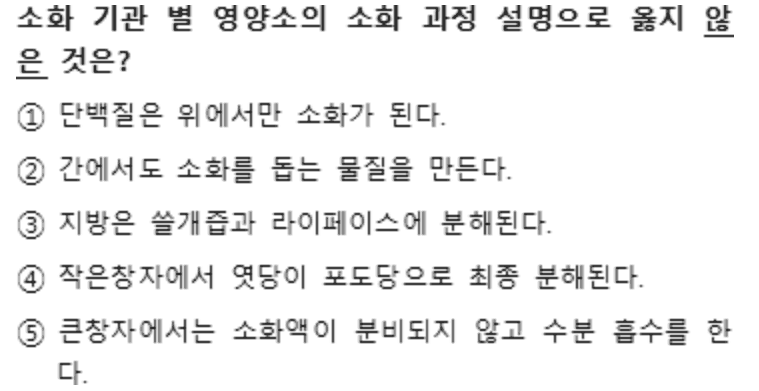 소화 기관 별 영양소의 소화 과정 설명으로 옳지 않
은 것은?
① 단백질은 위에서만 소화가 된다.
② 간에서도 소화를 돕는 물질을 만든다.
③ 지방은 쓸개즙과 라이페이스에 분해된다.
④ 작은창자에서 엿당이 포도당으로 최종 분해된다.
⑤ 큰창자에서는 소화액이 분비되지 않고 수분 흡수를 한
다.